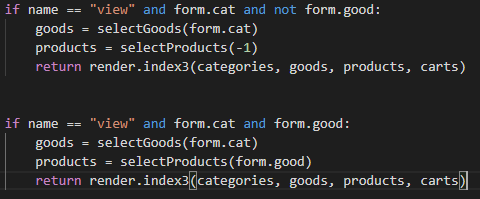 if name == "view" and form.cat and not form.good:
    goods = selectGoods(form.cat)
    products = selectProducts(-1)
    return render.index3(categories, goods, products, carts)
if name == "view" and form.cat and form.good:
    goods = selectGoods(form.cat)
    products = selectProducts(form.good)
    return render.index3(categories, goods, products, carts)